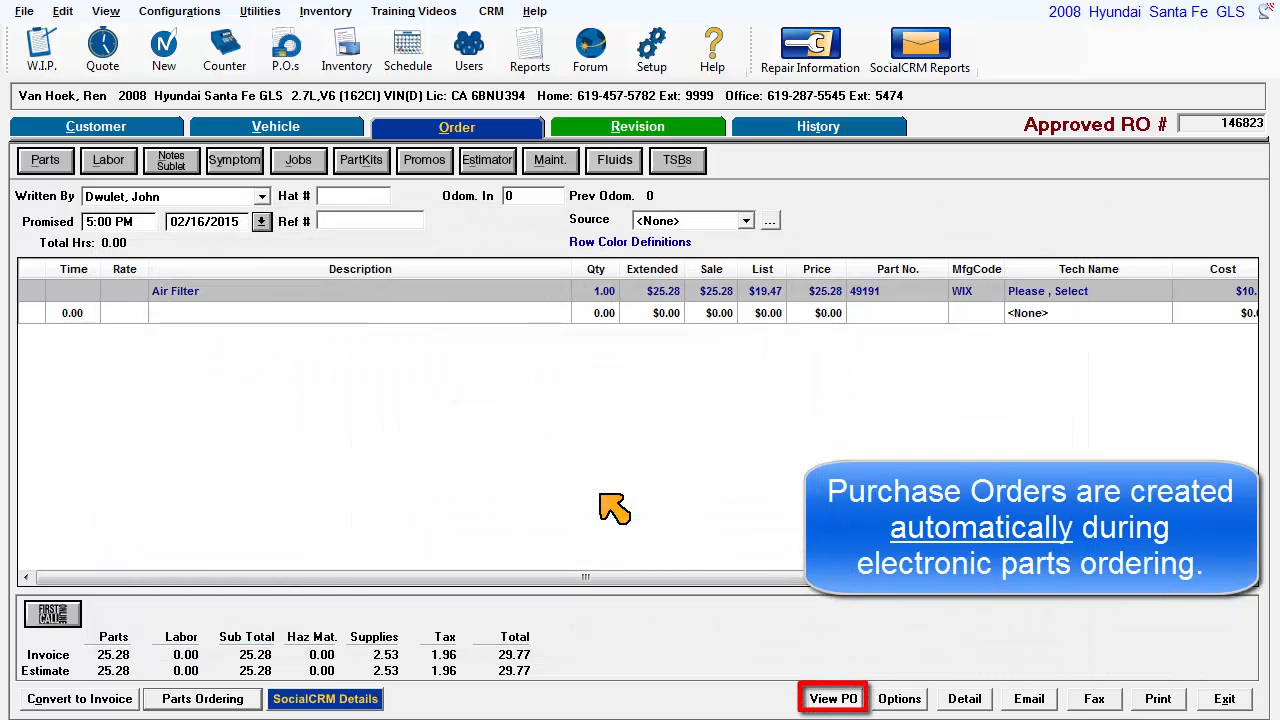 File Edit View Configurations Utilities Inventory Training Videos CRM Help 2008 Hyundai Santa Fe GLS
W.I.P. Quote New Counter P.O.s Inventory Schedule Users Reports Forum Setup Help Repair Information SocialCRM Reports
Van Hoek, Ren 2008 Hyundai Santa Fe GLS 2.7L,V6 (162CI) VIN(D) Lic: CA 6BNU394 Home: 619-457-5782 Ext: 9999 Office: 619-287-5545 Ext: 5474
Customer Vehicle Order Revision History Approved RO # 146823
Parts Labor Notes Sublet Symptom Jobs PartKits Promos Estimator Maint. Fluids TSBs
Written By Dwulet, John Hat # Odom. In 0 Prev Odom. 0
Promised 5:00 PM 02/16/2015 Ref # Source <None> ...
Total Hrs: 0.00 Row Color Definitions
Time Rate Description Qty Extended Sale List Price Part No. MfgCode Tech Name Cost
Air Filter 1.00 $25.28 $25.28 $19.47 $25.28 49191 WIX Please , Select $10.
0.00 0.00 $0.00 $0.00 $0.00 $0.00 <None> $0.0
Purchase Orders are created
automatically during
electronic parts ordering.
FIRST CALL
Parts Labor Sub Total Haz Mat. Supplies Tax Total
Invoice 25.28 0.00 25.28 0.00 2.53 1.96 29.77
Estimate 25.28 0.00 25.28 0.00 2.53 1.96 29.77
Convert to Invoice Parts Ordering SocialCRM Details View PO Options Detail Email Fax Print Exit